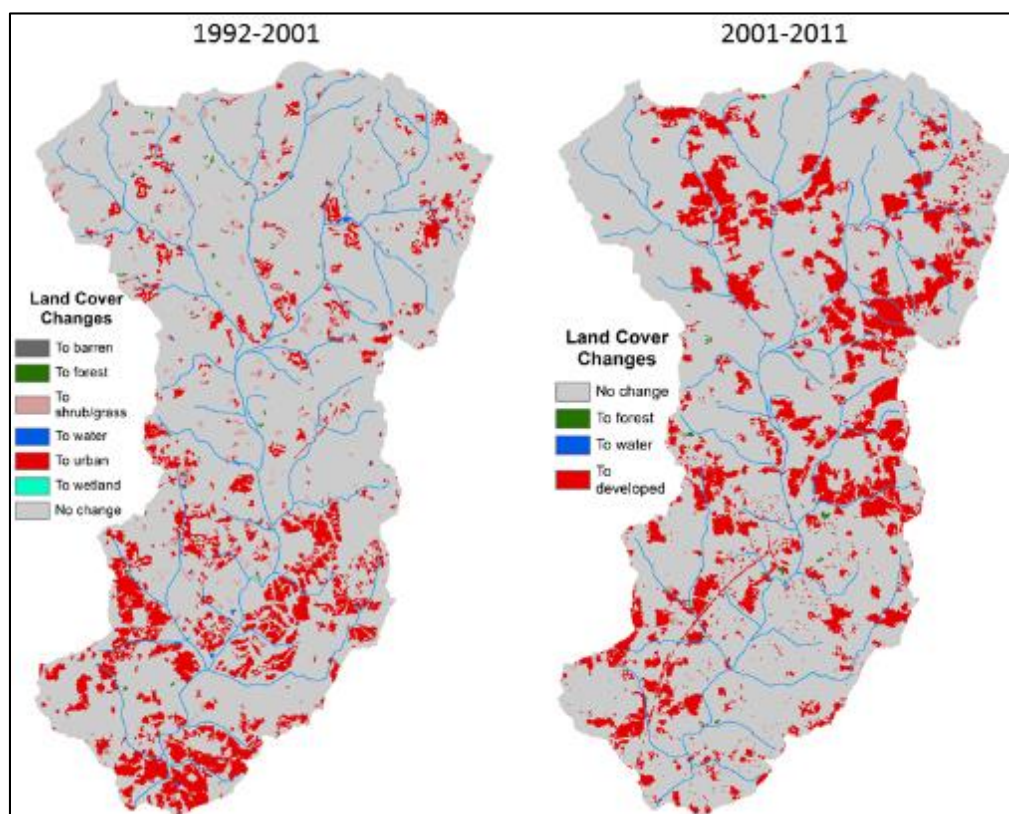 1992-2001
2001-2011
Land Cover
Changes
To barren
To forest
To
shrub/grass
To water
To urban
To wetland
No change
Land Cover
Changes
No change
To forest
To water
To
developed